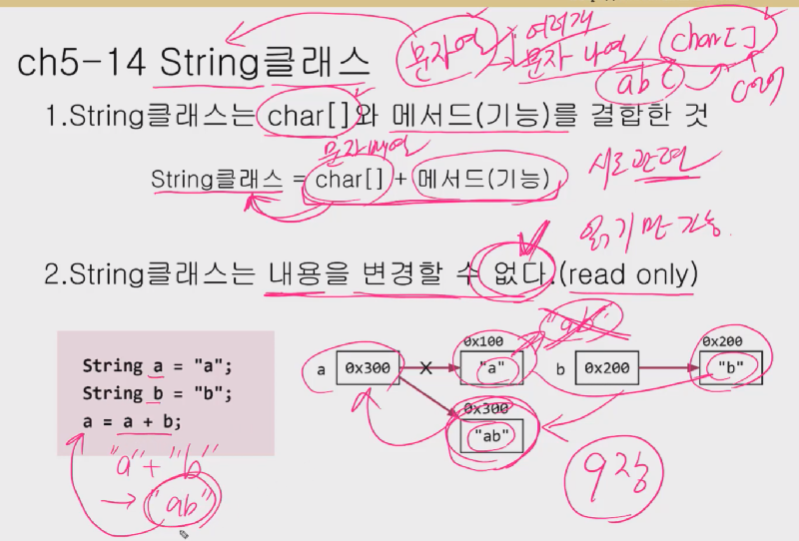 문자열 여러개
문자 나열 char[]
abc
ch5-14 String클래스
1.String클래스는 char[]와 메서드(기능)를 결합한 것
문자배열
String클래스 = char[] + 메서드(기능)
서로 관련
읽기만 가능.
2.String클래스는 내용을 변경할 수 없다.(read only)
"ab"
String a = "a";
String b = "b";
a = a + b;
0x100 0x200
a 0x300 "a" b 0x200 "b"
0x300
"ab"
"a" + "b"
→ "ab"
9장